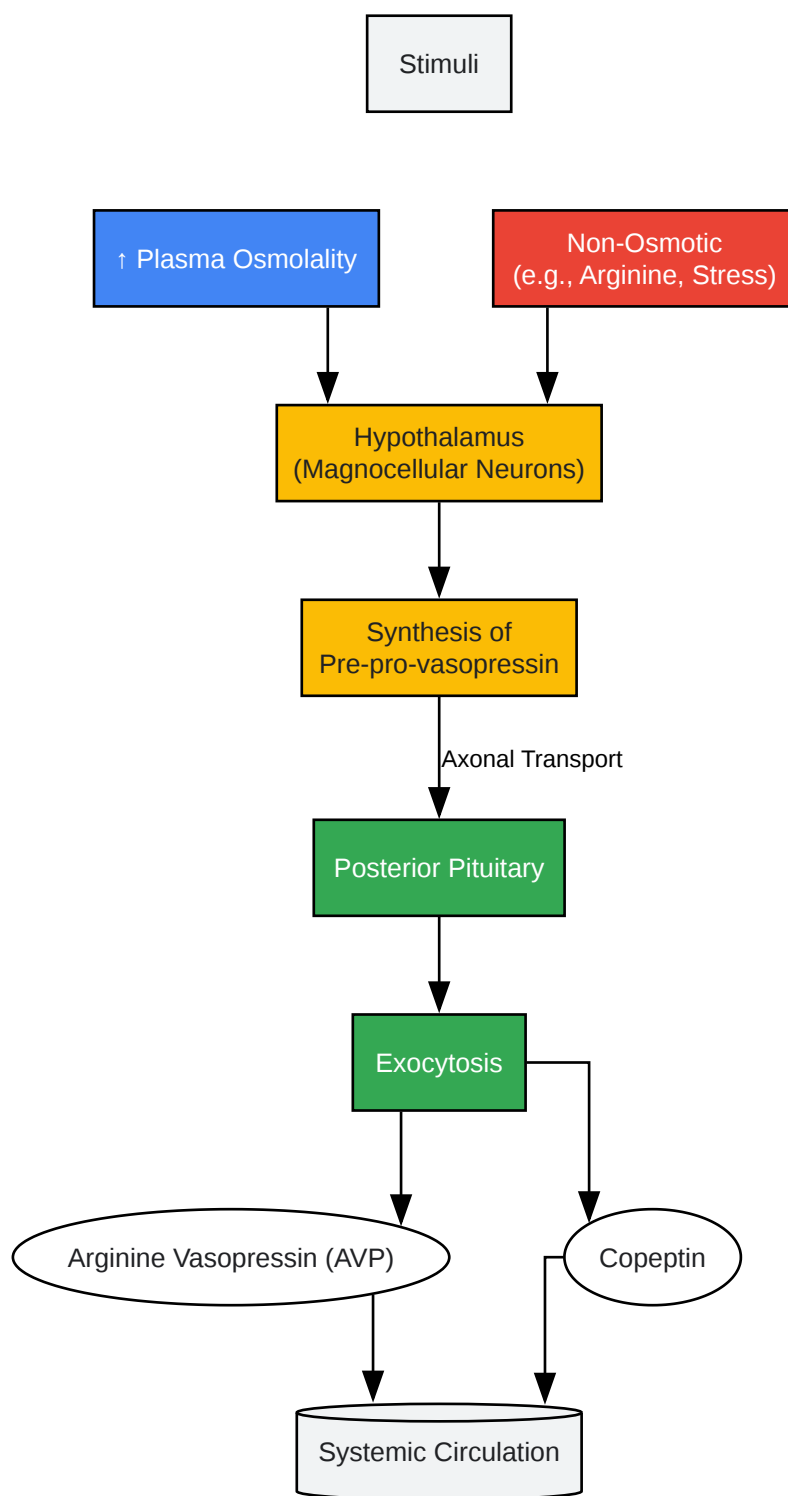 Stimuli
↑ Plasma Osmolality
Non-Osmotic
(e.g., Arginine, Stress)
Hypothalamus
(Magnocellular Neurons)
Synthesis of
Pre-pro-vasopressin
Axonal Transport
Posterior Pituitary
Exocytosis
Arginine Vasopressin (AVP)
Copeptin
Systemic Circulation